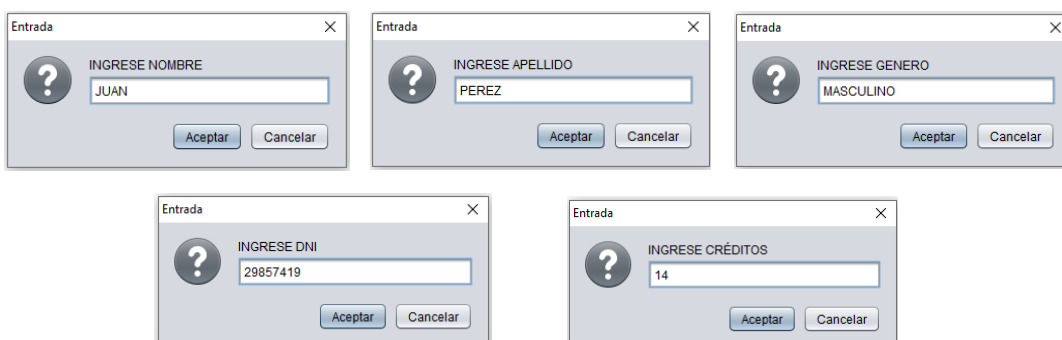 Entrada
INGRESE NOMBRE
JUAN
Aceptar Cancelar
Entrada
INGRESE APELLIDO
PEREZ
Aceptar Cancelar
Entrada
INGRESE GENERO
MASCULINO
Aceptar Cancelar
Entrada
INGRESE DNI
29857419
Aceptar Cancelar
Entrada
INGRESE CRÉDITOS
14
Aceptar Cancelar